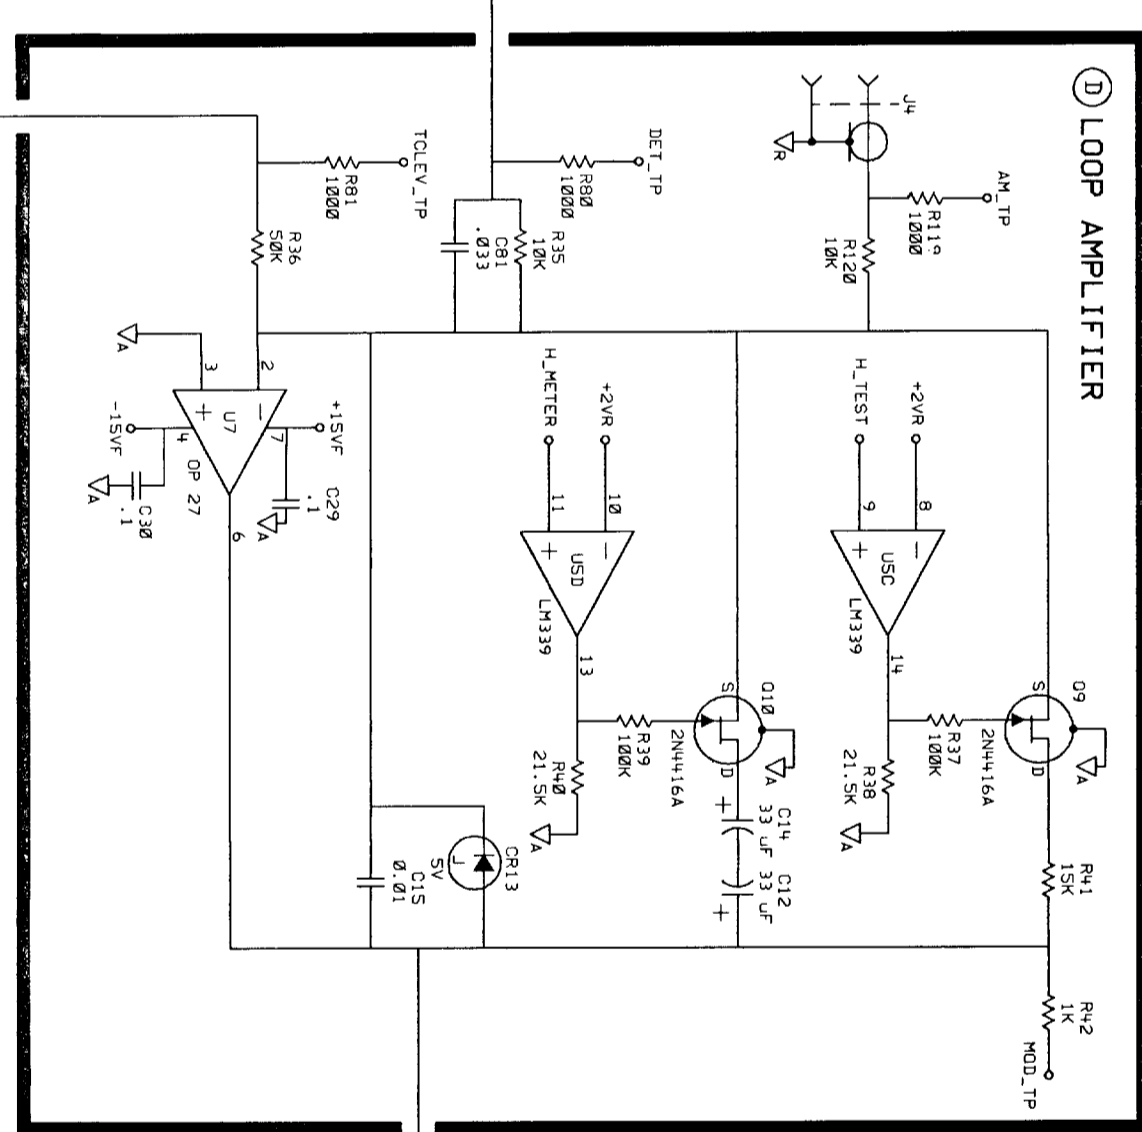 D LOOP AMPLIFIER
J4
R
AM_TP
R119
1000
R120
10K
DET_TP
R80
1000
R35
10K
C81
.033
TCLEV_TP
R81
1000
R36
50K
A
3
2
+
−
U7
OP 27
4
7
6
-15VF
+15VF
C30
.1
A
C29
.1
A
H_METER
+2VR
11
10
+
−
U5D
LM339
13
R39
100K
R40
21.5K
A
Q10
S
D
2N4416A
A
C14
33 uF
+
C12
33 uF
+
H_TEST
+2VR
9
8
+
−
U5C
LM339
14
R37
100K
R38
21.5K
A
Q9
S
D
2N4416A
A
R41
15K
R42
1K
MOD_TP
CR13
5V
C15
0.01